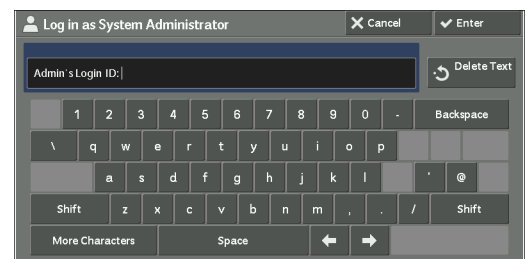 Log in as System Administrator Cancel Enter
Admin's Login ID: Delete Text
1 2 3 4 5 6 7 8 9 0 - Backspace
\ q w e r t y u i o p
a s d f g h j k l ' @
Shift z x c v b n m , . / Shift
More Characters Space